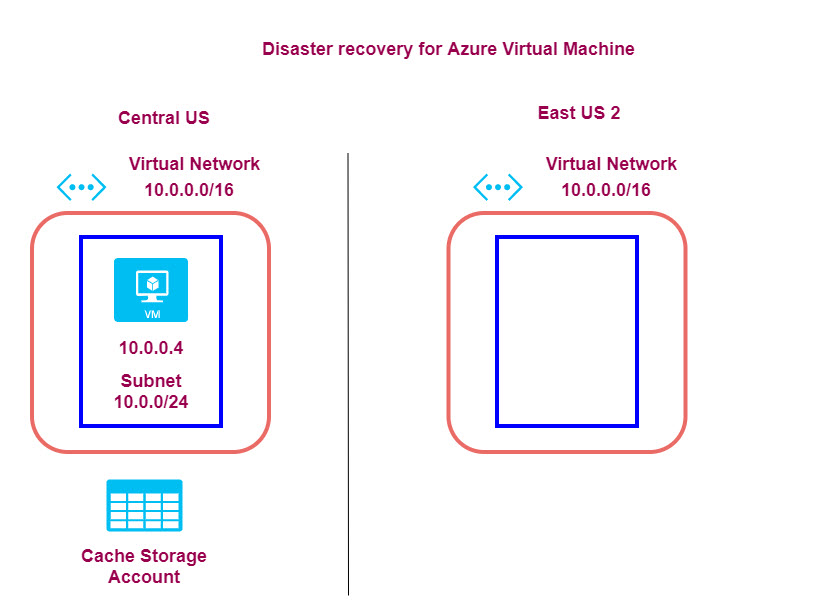 Disaster recovery for Azure Virtual Machine
Central US
East US 2
Virtual Network
10.0.0.0/16
Virtual Network
10.0.0.0/16
VM
10.0.0.4
Subnet
10.0.0/24
Cache Storage
Account